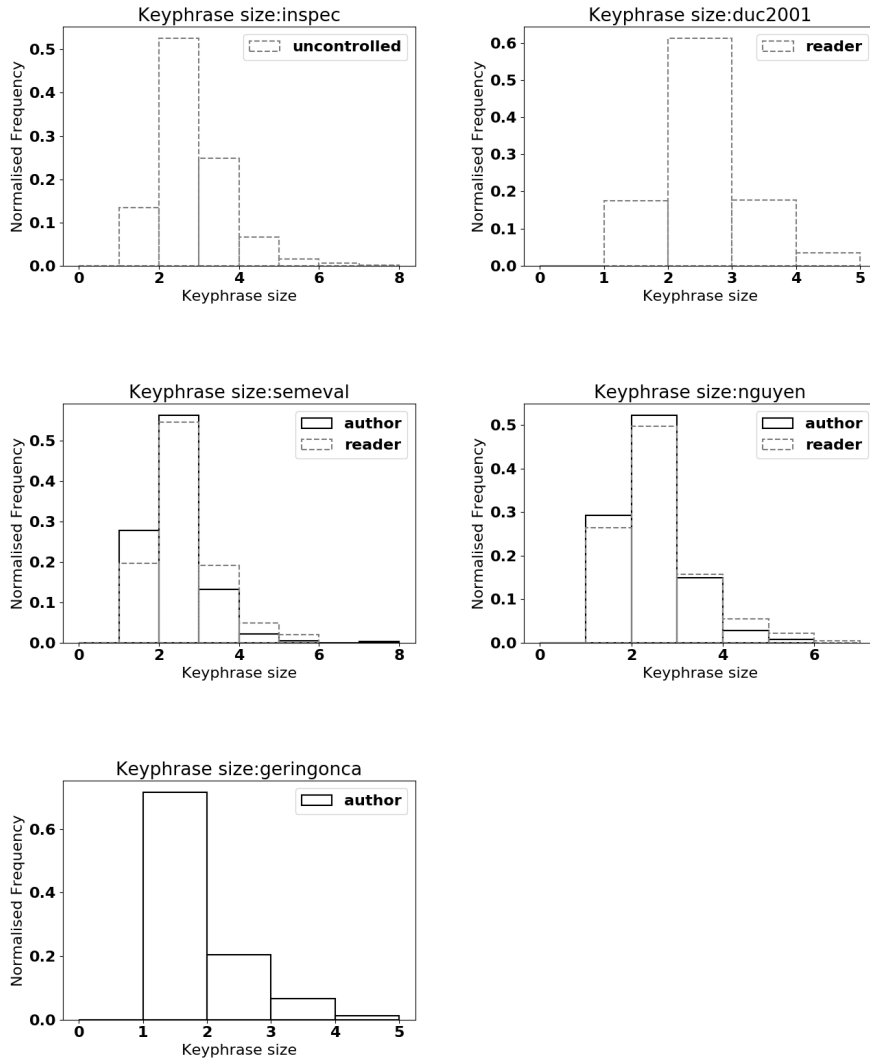 Keyphrase size:inspec
uncontrolled
Normalised Frequency
0.5
0.4
0.3
0.2
0.1
0.0
0 2 4 6 8
Keyphrase size
Keyphrase size:duc2001
reader
Normalised Frequency
0.6
0.5
0.4
0.3
0.2
0.1
0.0
0 1 2 3 4 5
Keyphrase size
Keyphrase size:semeval
author
reader
Normalised Frequency
0.5
0.4
0.3
0.2
0.1
0.0
0 2 4 6 8
Keyphrase size
Keyphrase size:nguyen
author
reader
Normalised Frequency
0.5
0.4
0.3
0.2
0.1
0.0
0 2 4 6
Keyphrase size
Keyphrase size:geringonca
author
Normalised Frequency
0.6
0.4
0.2
0.0
0 1 2 3 4 5
Keyphrase size